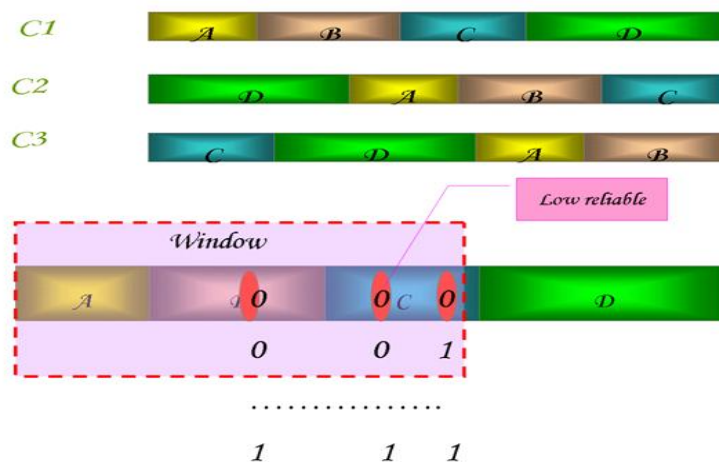 C1 A B C D
C2 D A B C
C3 C D A B
Low reliable
Window
A B 0 0 C 0 D
0 0 1
................
1 1 1